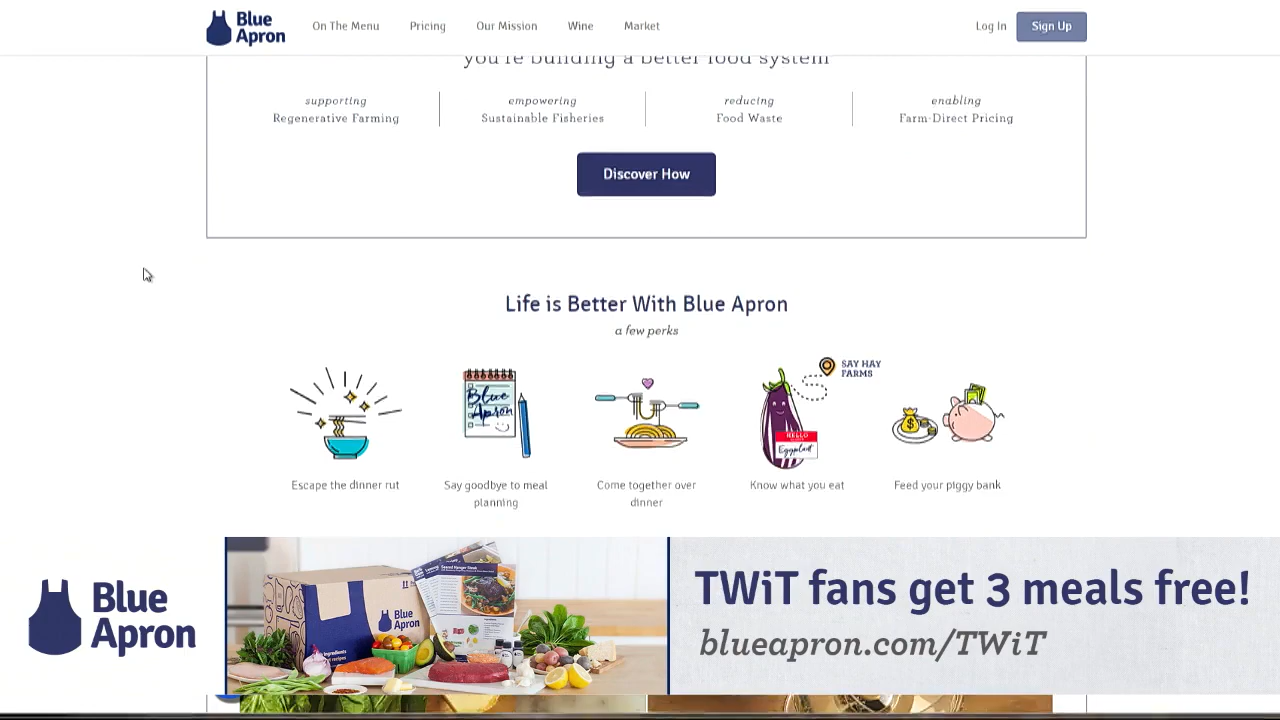 Blue Apron
On The Menu
Pricing
Our Mission
Wine
Market
Log In
Sign Up
you're building a better food system
supporting
Regenerative Farming
empowering
Sustainable Fisheries
reducing
Food Waste
enabling
Farm-Direct Pricing
Discover How
Life is Better With Blue Apron
a few perks
Blue
Apron
SAY HAY
FARMS
HELLO
Eggplant
Escape the dinner rut
Say goodbye to meal
planning
Come together over
dinner
Know what you eat
Feed your piggy bank
Blue
Apron
Blue
Apron
TWiT fans get 3 meals free!
blueapron.com/TWiT